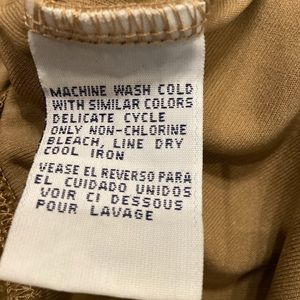 MACHINE WASH COLD
WITH SIMILAR COLORS
DELICATE CYCLE
ONLY NON-CHLORINE
BLEACH, LINE DRY
COOL IRON
VEASE EL REVERSO PARA
EL CUIDADO UNIDOS
VOIR CI DESSOUS
POUR LAVAGE